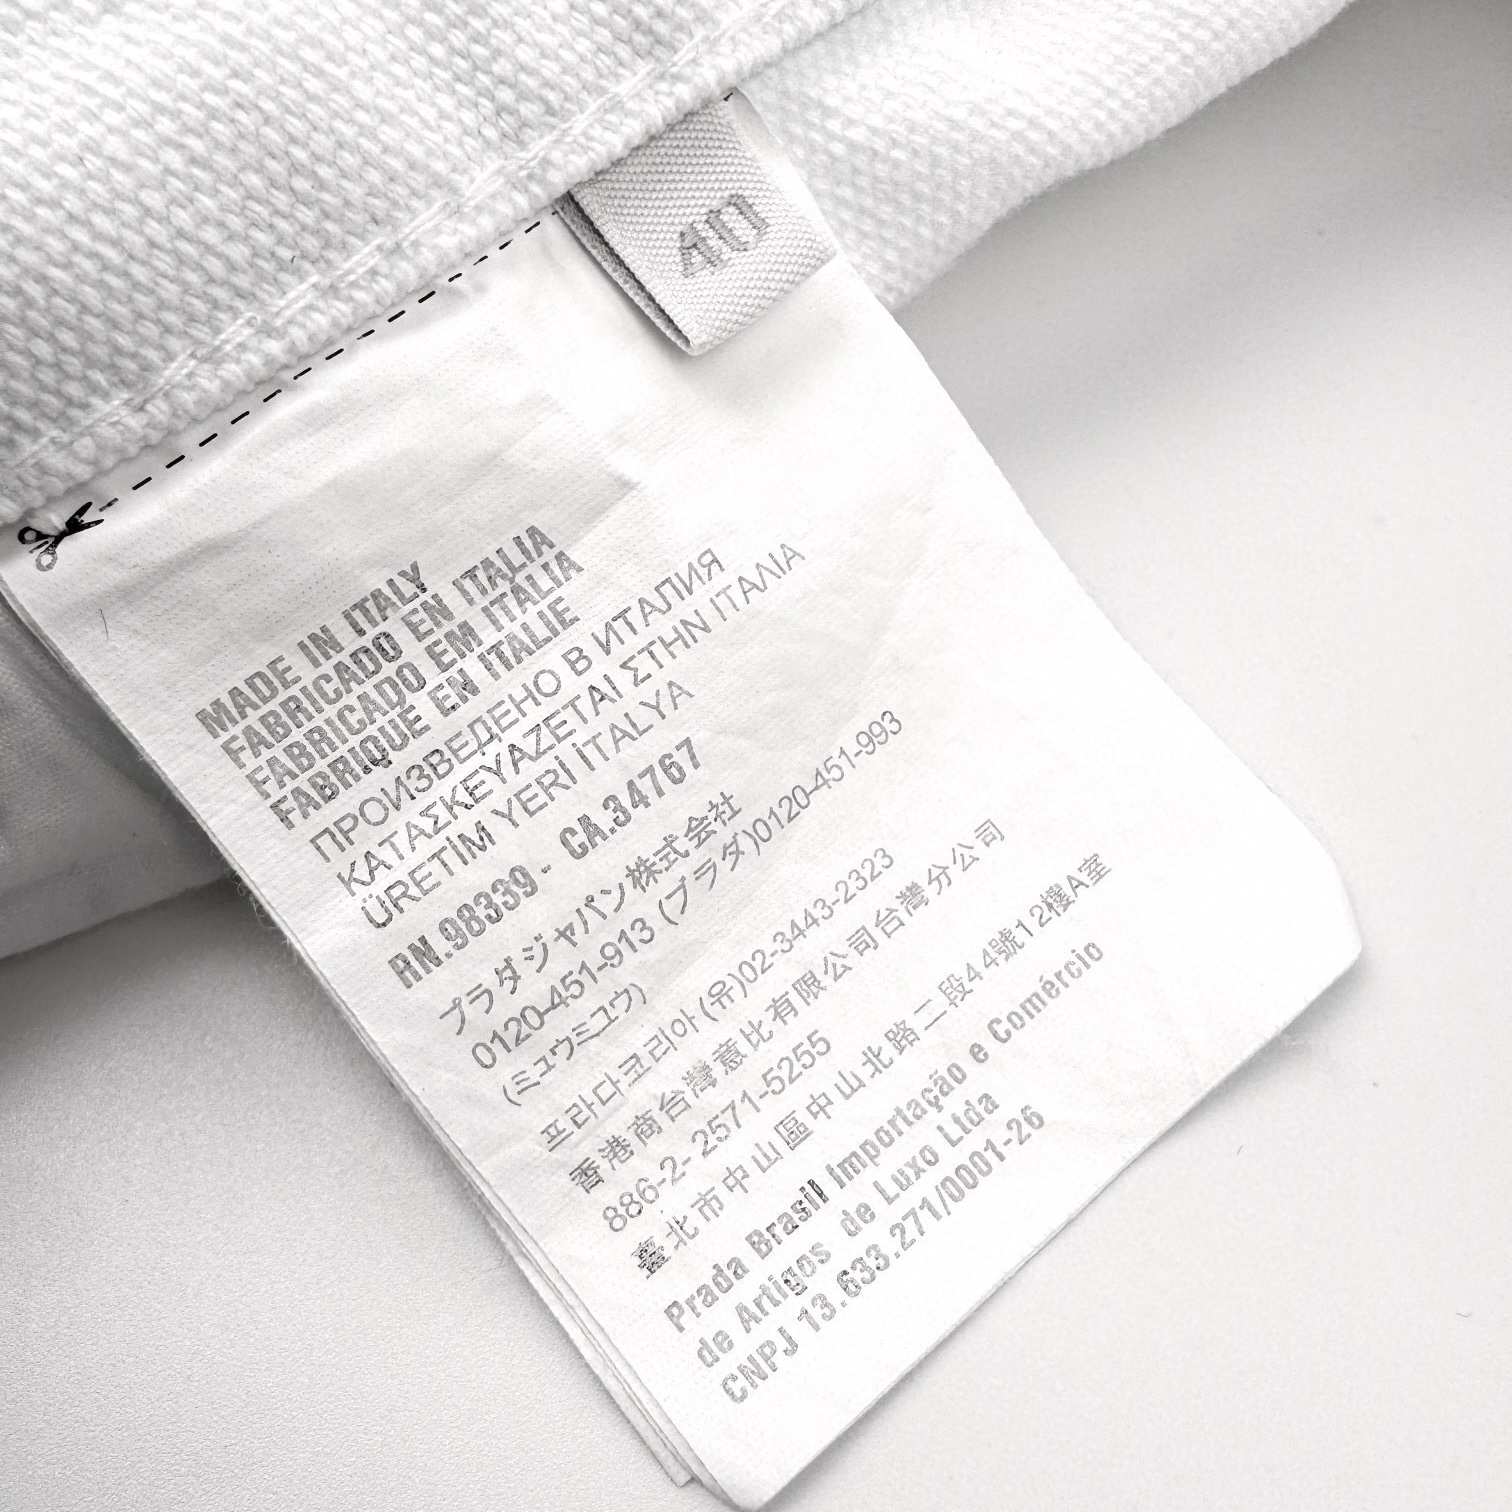 40
MADE IN ITALY
FABRICADO EN ITALIA
FABRICADO EM ITÁLIA
FABRIQUÉ EN ITALIE
ПРОИЗВЕДЕНО В ИТАЛИЯ
ΚΑΤΑΣΚΕΥΑΖΕΤΑΙ ΣΤΗΝ ΙΤΑΛΙΑ
ÜRETİM YERİ İTALYA
RN.98339- CA.34767
プラダジャパン株式会社
0120-451-913 (プラダ)0120-451-993
(ミュウミュウ)
프라다코리아 (유)02-3443-2323
香港商台灣意比有限公司台灣分公司
886-2- 2571-5255
臺北市中山區中山北路二段44號12樓A室
Prada Brasil Importação e Comércio
de Artigos de Luxo Ltda
CNPJ 13.633.271/0001-26